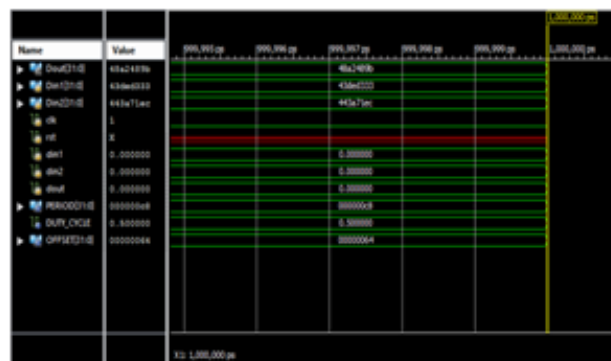 1,000,000 ps
Name Value 999,995 ps 999,996 ps 999,997 ps 999,998 ps 999,999 ps 1,000,000 ps
Dout[31:0] 48a2489b 48a2489b
Din1[31:0] 43ded333 43ded333
Din2[31:0] 443a71ec 443a71ec
clk 1
rst X
din1 0.000000 0.000000
din2 0.000000 0.000000
dout 0.000000 0.000000
PERIOD[31:0] 000000c8 000000c8
DUTY_CYCLE 0.500000 0.500000
OFFSET[31:0] 00000064 00000064
X1: 1,000,000 ps